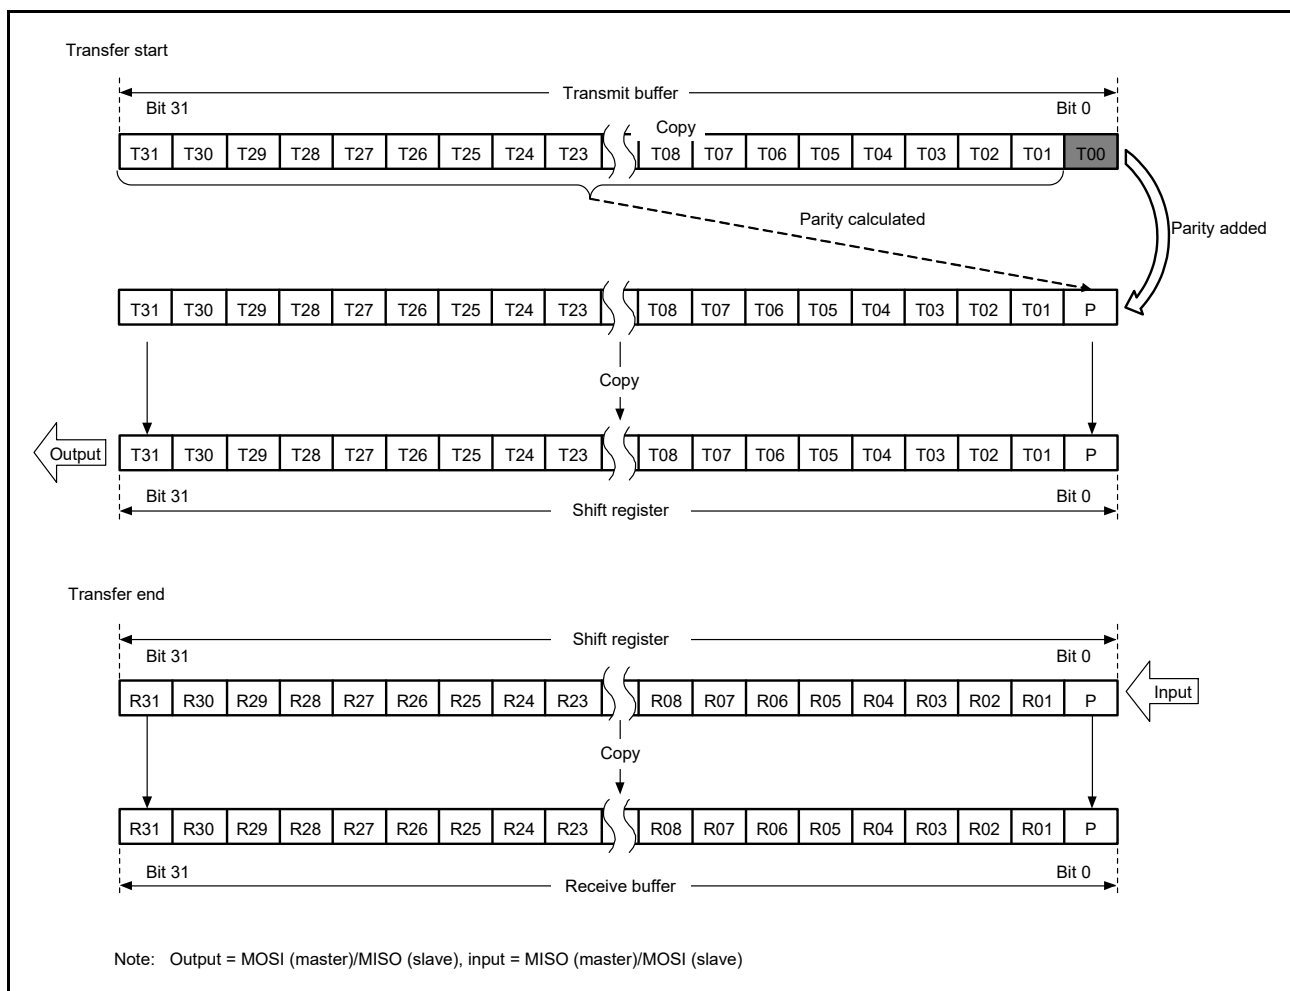 Transfer start
Transmit buffer
Bit 31 Bit 0
Copy
T31 T30 T29 T28 T27 T26 T25 T24 T23 T08 T07 T06 T05 T04 T03 T02 T01 T00
Parity calculated
Parity added
T31 T30 T29 T28 T27 T26 T25 T24 T23 T08 T07 T06 T05 T04 T03 T02 T01 P
Copy
Output
T31 T30 T29 T28 T27 T26 T25 T24 T23 T08 T07 T06 T05 T04 T03 T02 T01 P
Bit 31 Bit 0
Shift register
Transfer end
Shift register
Bit 31 Bit 0
R31 R30 R29 R28 R27 R26 R25 R24 R23 R08 R07 R06 R05 R04 R03 R02 R01 P
Input
Copy
R31 R30 R29 R28 R27 R26 R25 R24 R23 R08 R07 R06 R05 R04 R03 R02 R01 P
Bit 31 Bit 0
Receive buffer
Note: Output = MOSI (master)/MISO (slave), input = MISO (master)/MOSI (slave)